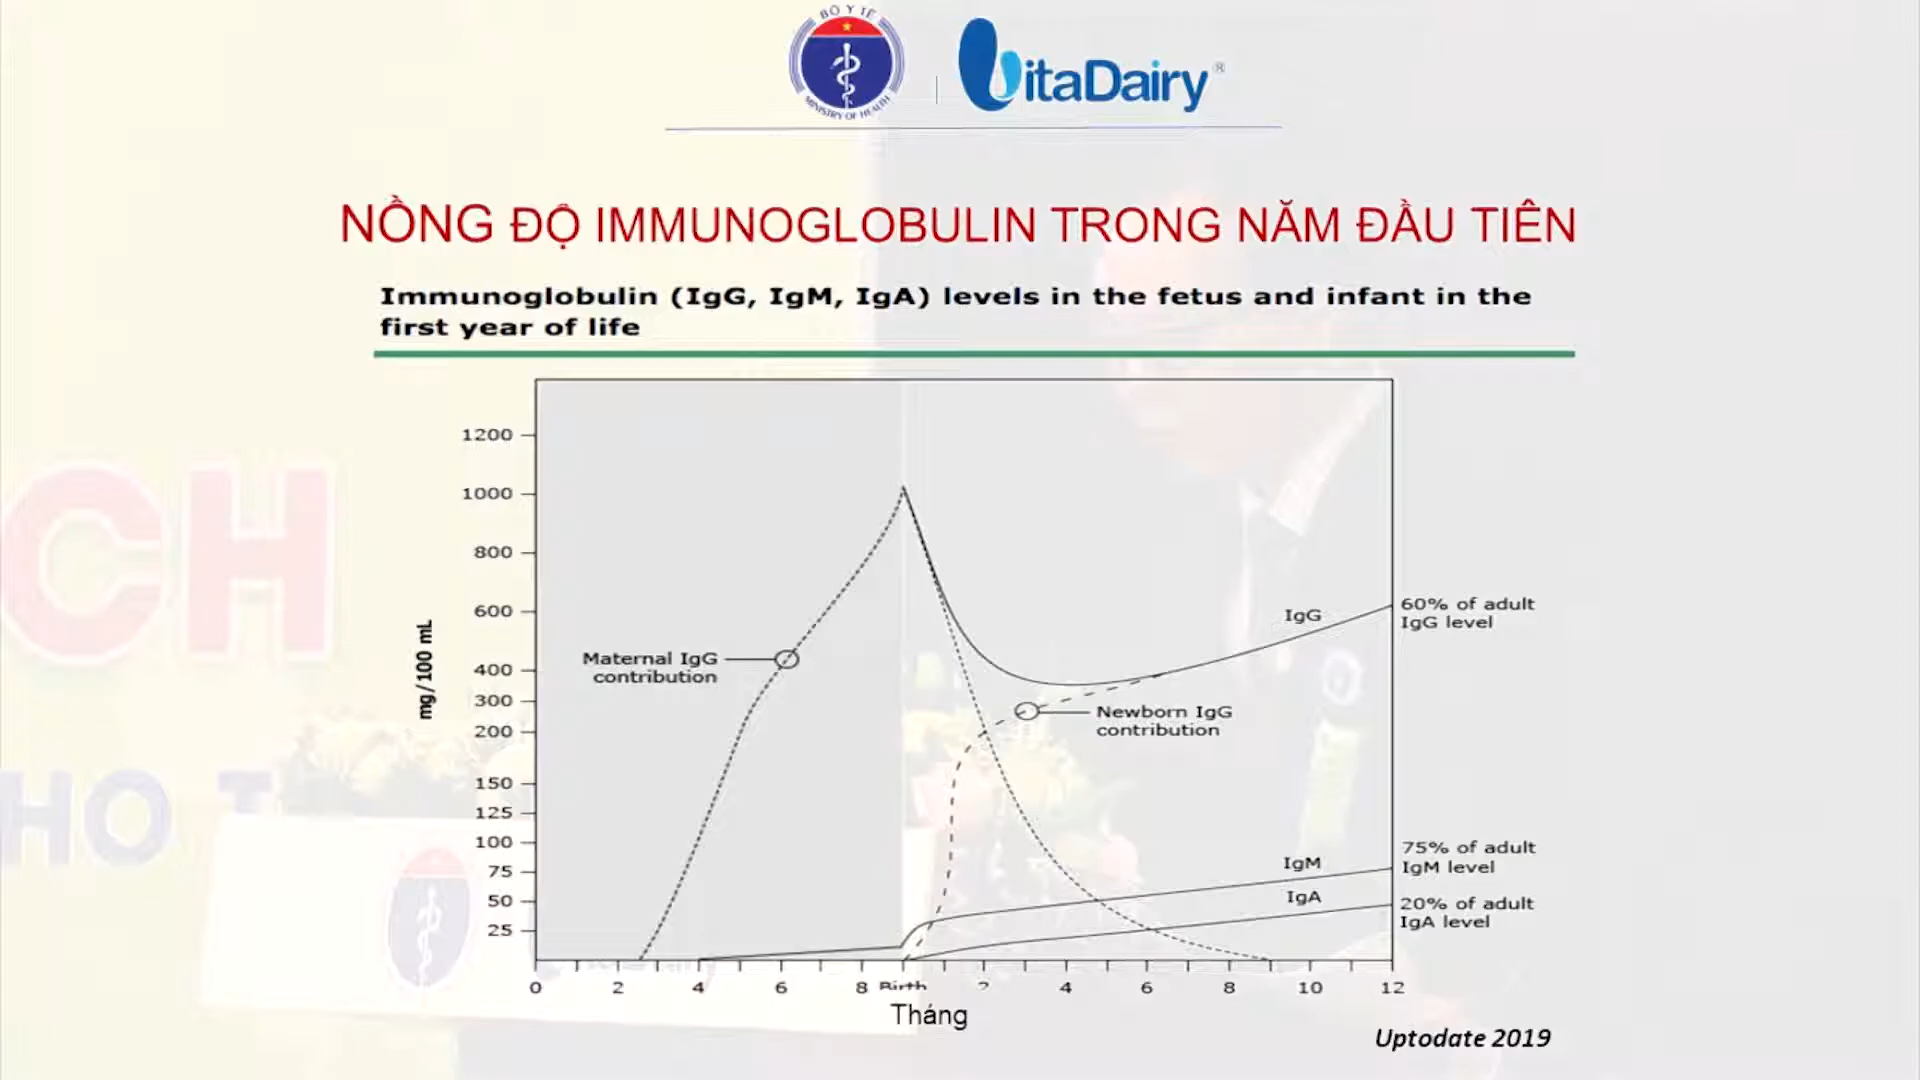 BỘ Y TẾ
MINISTRY OF HEALTH
VitaDairy®
NỒNG ĐỘ IMMUNOGLOBULIN TRONG NĂM ĐẦU TIÊN
Immunoglobulin (IgG, IgM, IgA) levels in the fetus and infant in the
first year of life
1200
1000
800
600
400
300
200
150
125
100
75
50
25
mg/100 mL
Maternal IgG
contribution
Newborn IgG
contribution
IgG
60% of adult
IgG level
IgM
75% of adult
IgM level
IgA
20% of adult
IgA level
0 2 4 6 8 Birth 2 4 6 8 10 12
Tháng
Uptodate 2019
CH
HO T